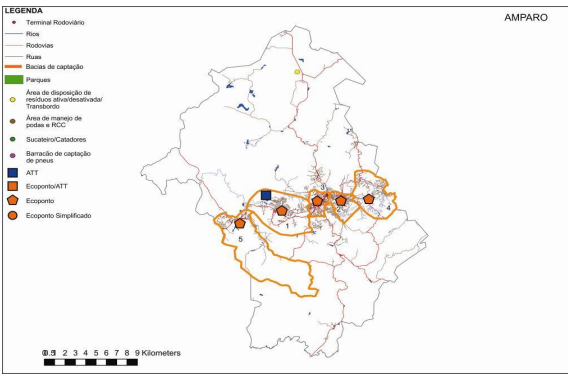 LEGENDA
AMPARO
Terminal Rodoviário
Rios
Rodovias
Ruas
Bacias de captação
Parques
Área de disposição de
resíduos ativa/desativada/
Transbordo
Área de manejo de
podas e RCC
Sucateiro/Catadores
Barracão de captação
de pneus
ATT
Ecoponto/ATT
Ecoponto
Ecoponto Simplificado
3
2
4
1
5
0 0.5 1 2 3 4 5 6 7 8 9 Kilometers